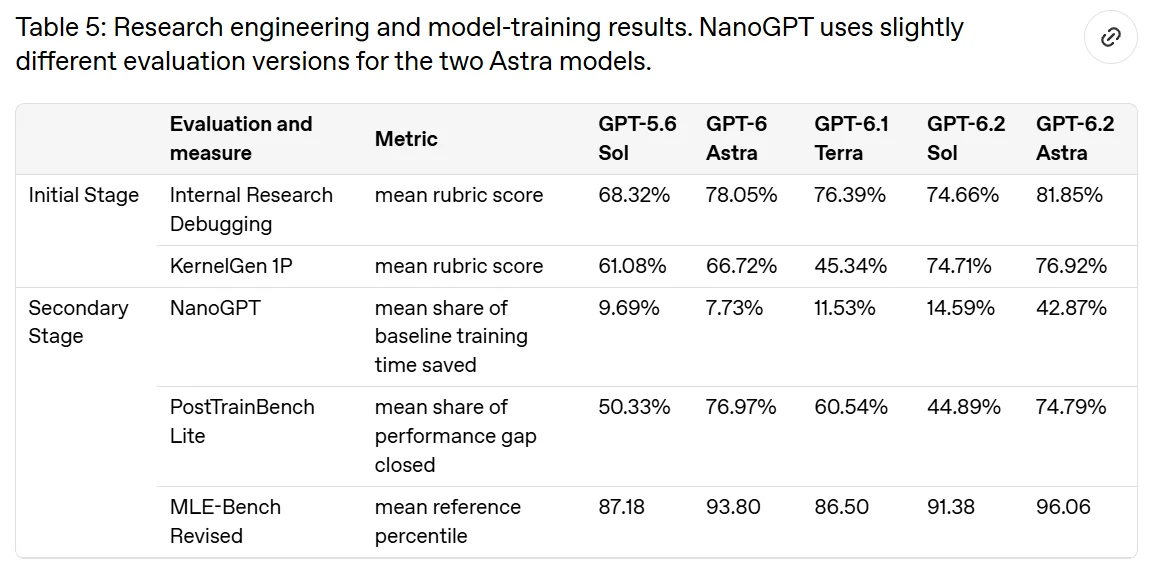 Table 5: Research engineering and model-training results. NanoGPT uses slightly
different evaluation versions for the two Astra models.
Evaluation and measure Metric GPT-5.6 Sol GPT-6 Astra GPT-6.1 Terra GPT-6.2 Sol GPT-6.2 Astra
Initial Stage Internal Research Debugging mean rubric score 68.32% 78.05% 76.39% 74.66% 81.85%
KernelGen 1P mean rubric score 61.08% 66.72% 45.34% 74.71% 76.92%
Secondary Stage NanoGPT mean share of baseline training time saved 9.69% 7.73% 11.53% 14.59% 42.87%
PostTrainBench Lite mean share of performance gap closed 50.33% 76.97% 60.54% 44.89% 74.79%
MLE-Bench Revised mean reference percentile 87.18 93.80 86.50 91.38 96.06